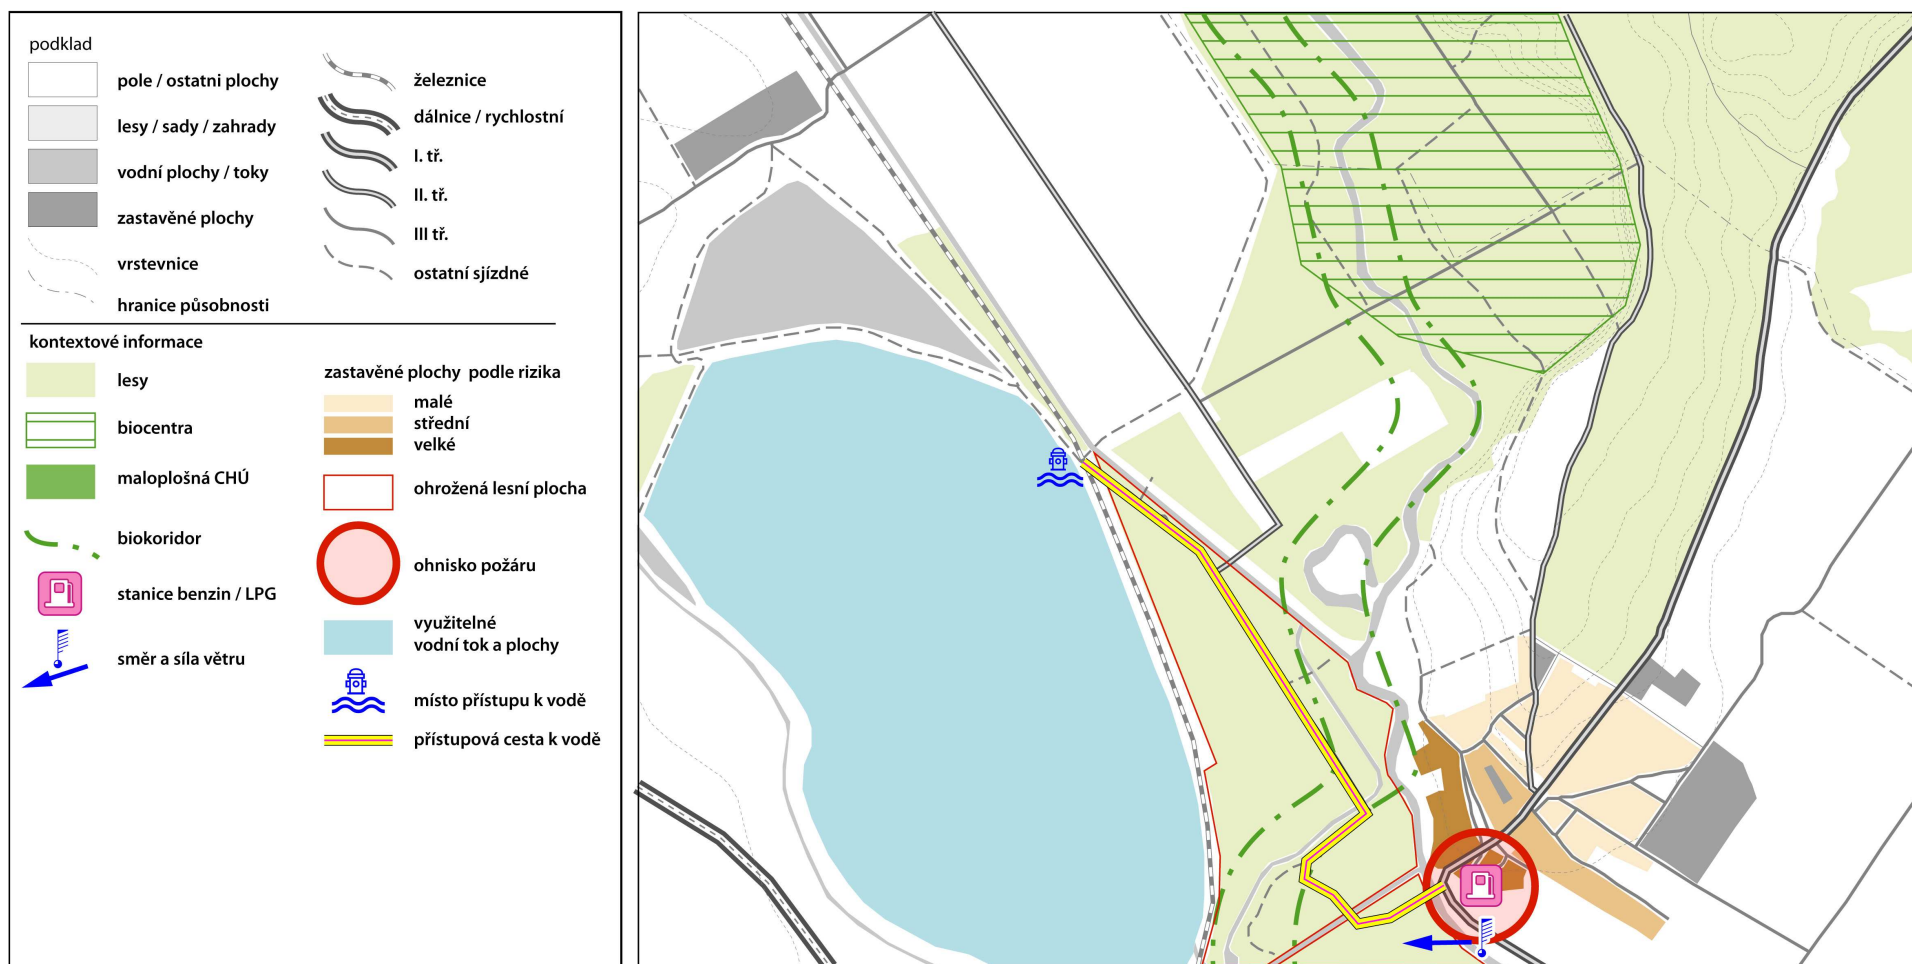 podklad
pole / ostatni plochy
lesy / sady / zahrady
vodní plochy / toky
zastavěné plochy
vrstevnice
hranice působnosti
železnice
dálnice / rychlostní
I. tř.
II. tř.
III tř.
ostatní sjízdné
kontextové informace
lesy
biocentra
maloplošná CHÚ
biokoridor
stanice benzin / LPG
směr a síla větru
zastavěné plochy podle rizika
malé
střední
velké
ohrožená lesní plocha
ohnisko požáru
využitelné
vodní tok a plochy
místo přístupu k vodě
přístupová cesta k vodě